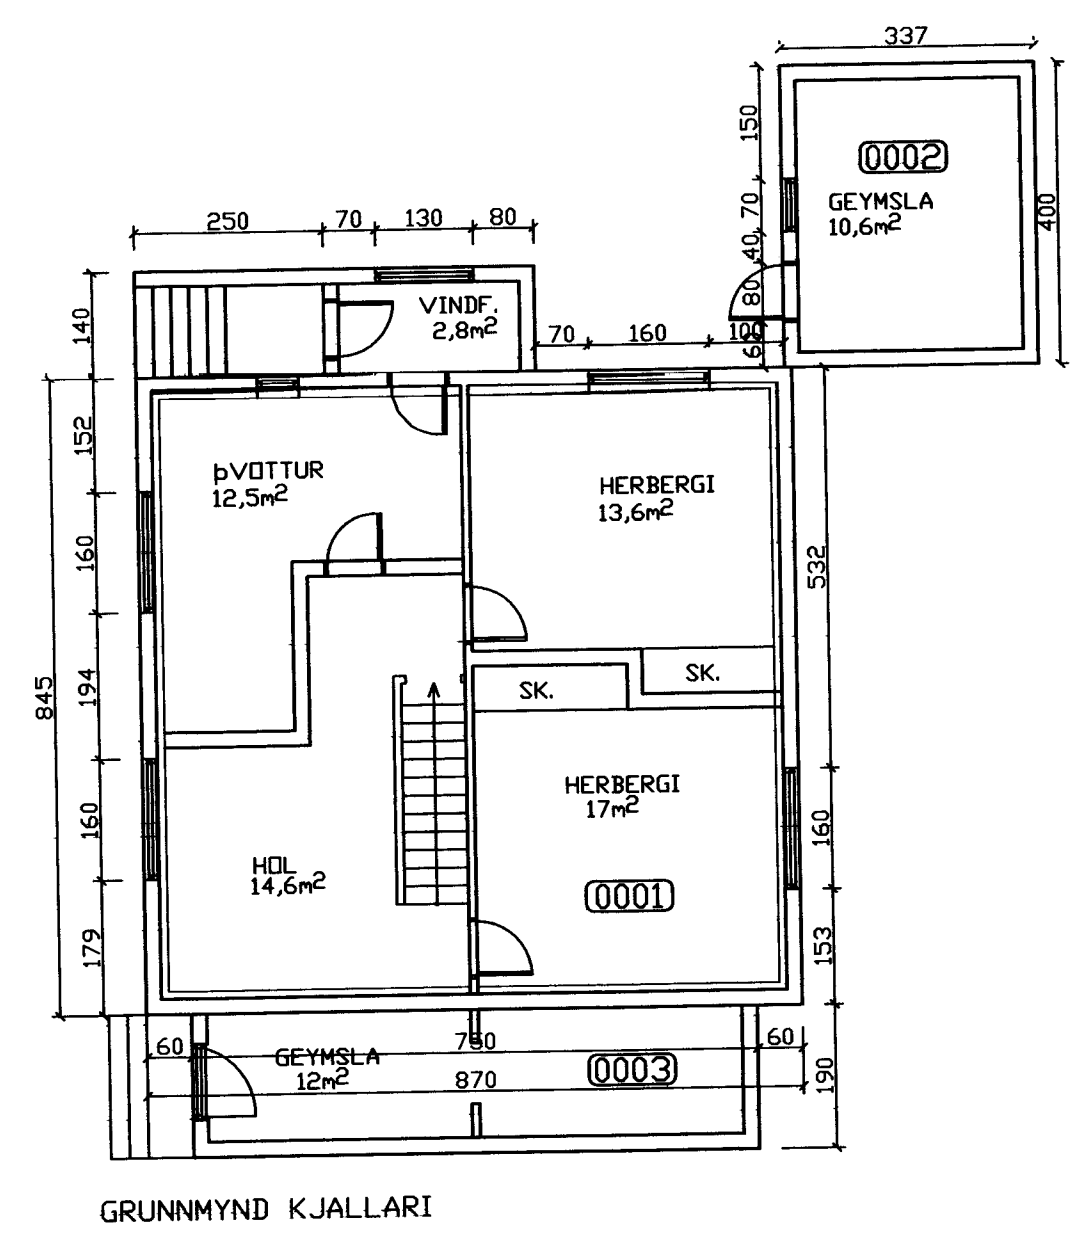 337
150
0002
GEYMSLA
10,6m2
70
400
40
80
60
250
70
130
80
VINDF.
2,8m2
140
70
160
100
152
ÞVOTTUR
12,5m2
HERBERGI
13,6m2
160
532
194
845
SK.
SK.
HERBERGI
17m2
160
160
HOL
14,6m2
0001
179
153
60
750
60
GEYMSLA
12m2
0003
870
190
GRUNNMYND KJALLARI